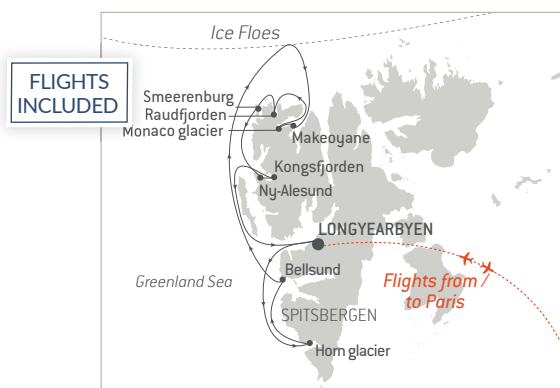 Ice Floes
FLIGHTS
INCLUDED
Smeerenburg
Raudfjorden
Monaco glacier
Makeoyane
Kongsfjorden
Ny-Alesund
LONGYEARBYEN
Greenland Sea
Bellsund
Flights from /
to Paris
SPITSBERGEN
Horn glacier